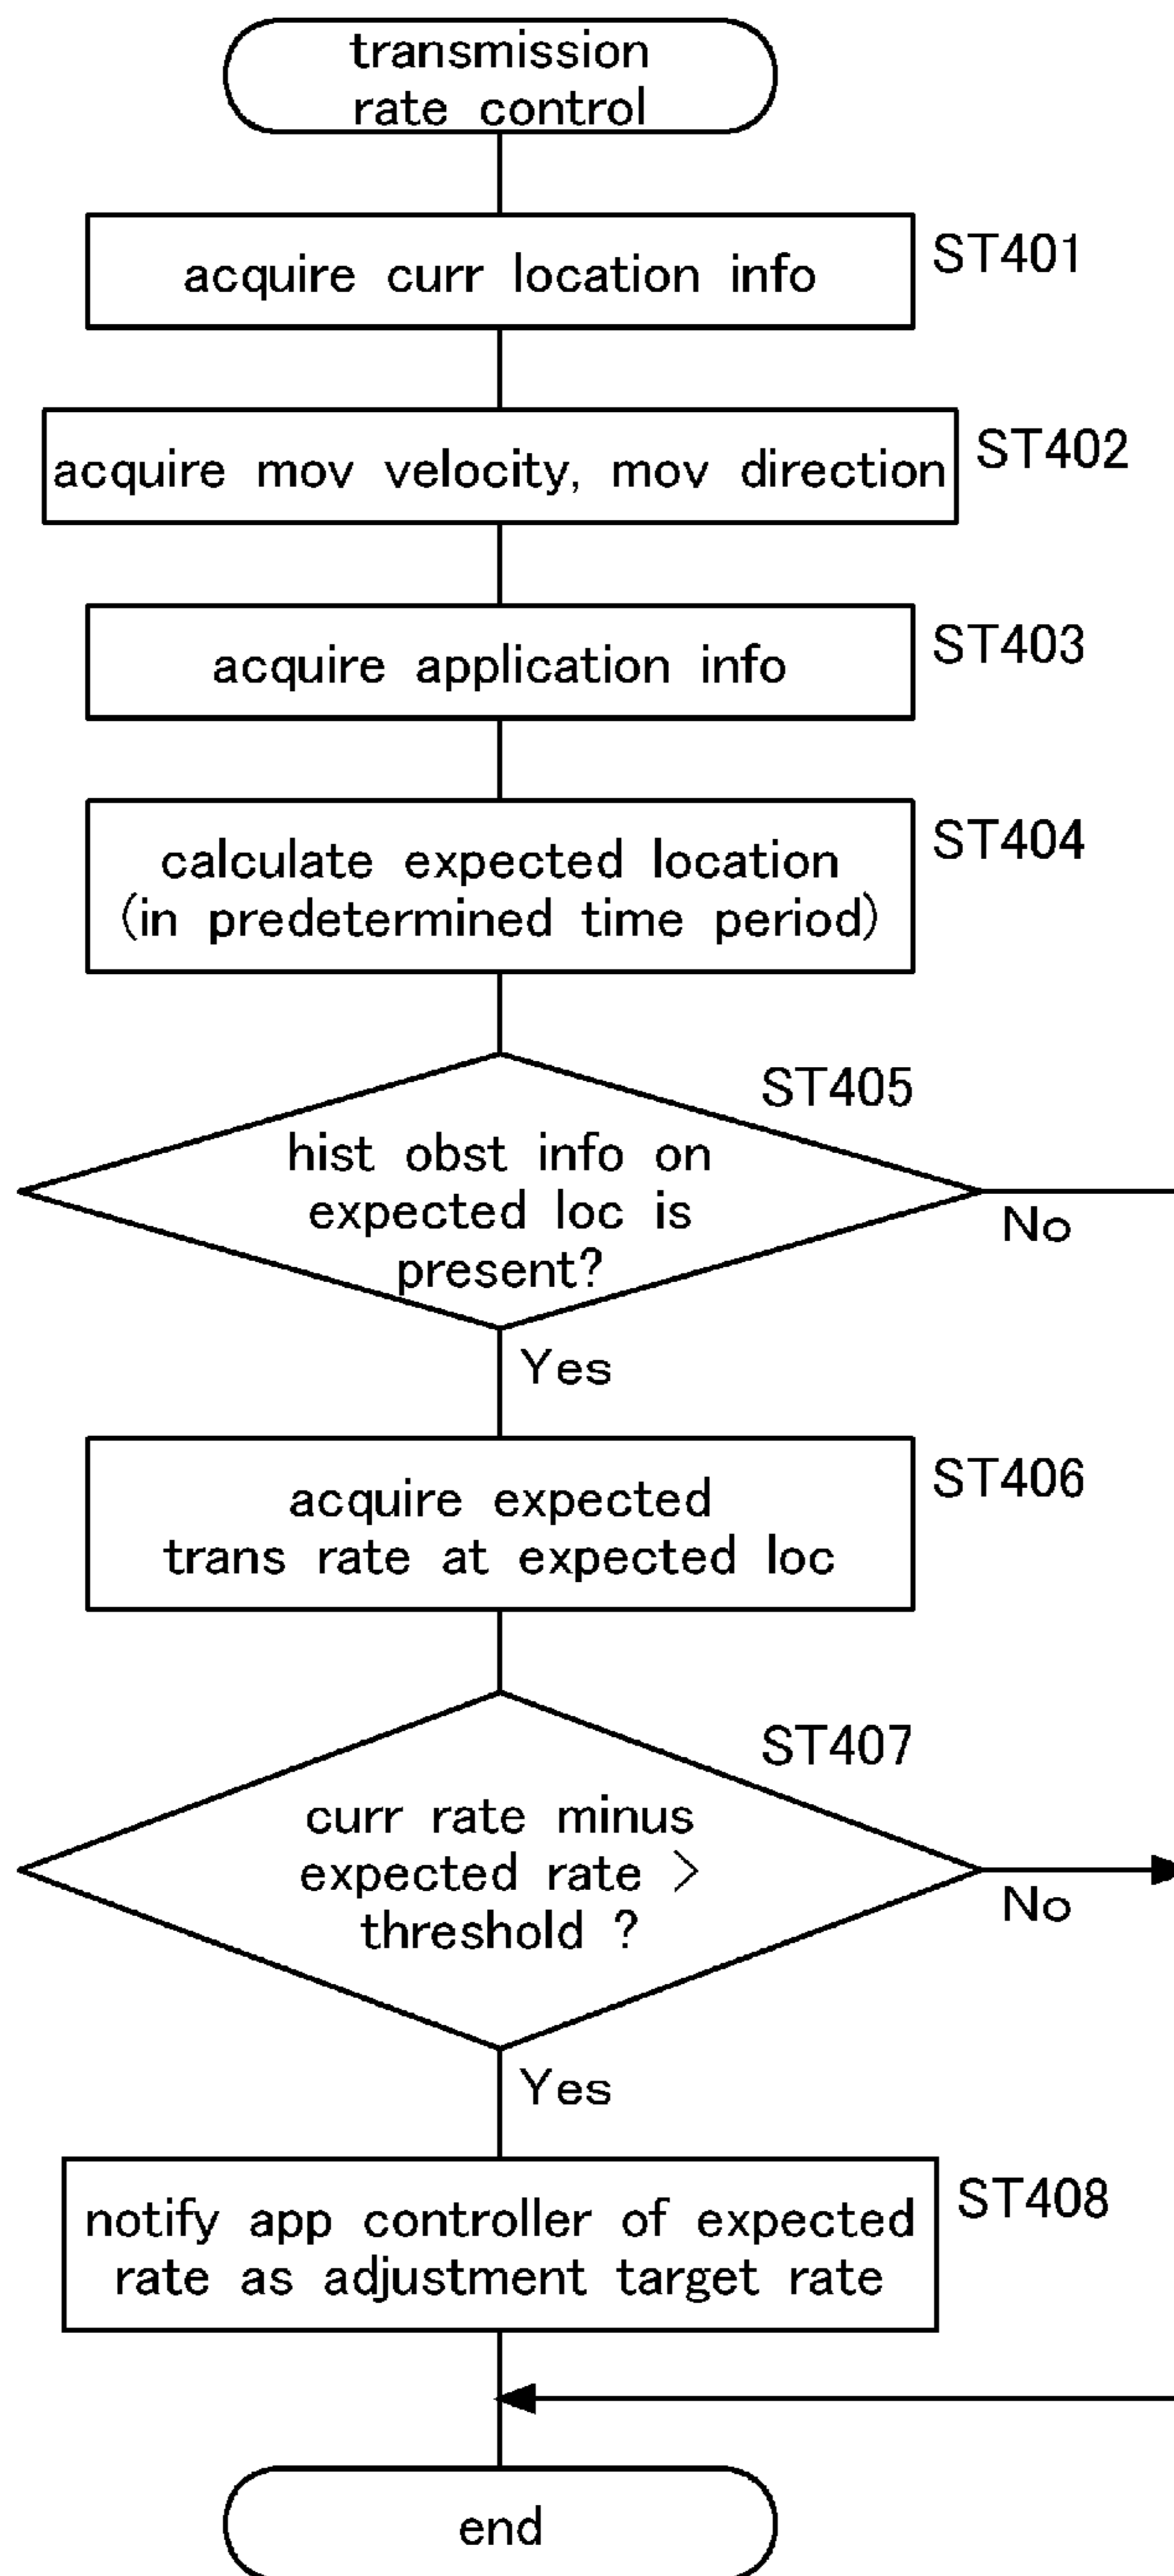 transmission
rate control
acquire curr location info
ST401
acquire mov velocity, mov direction
ST402
acquire application info
ST403
calculate expected location
(in predetermined time period)
ST404
ST405
hist obst info on
expected loc is
present?
No
Yes
acquire expected
trans rate at expected loc
ST406
ST407
curr rate minus
expected rate >
threshold ?
No
Yes
notify app controller of expected
rate as adjustment target rate
ST408
end